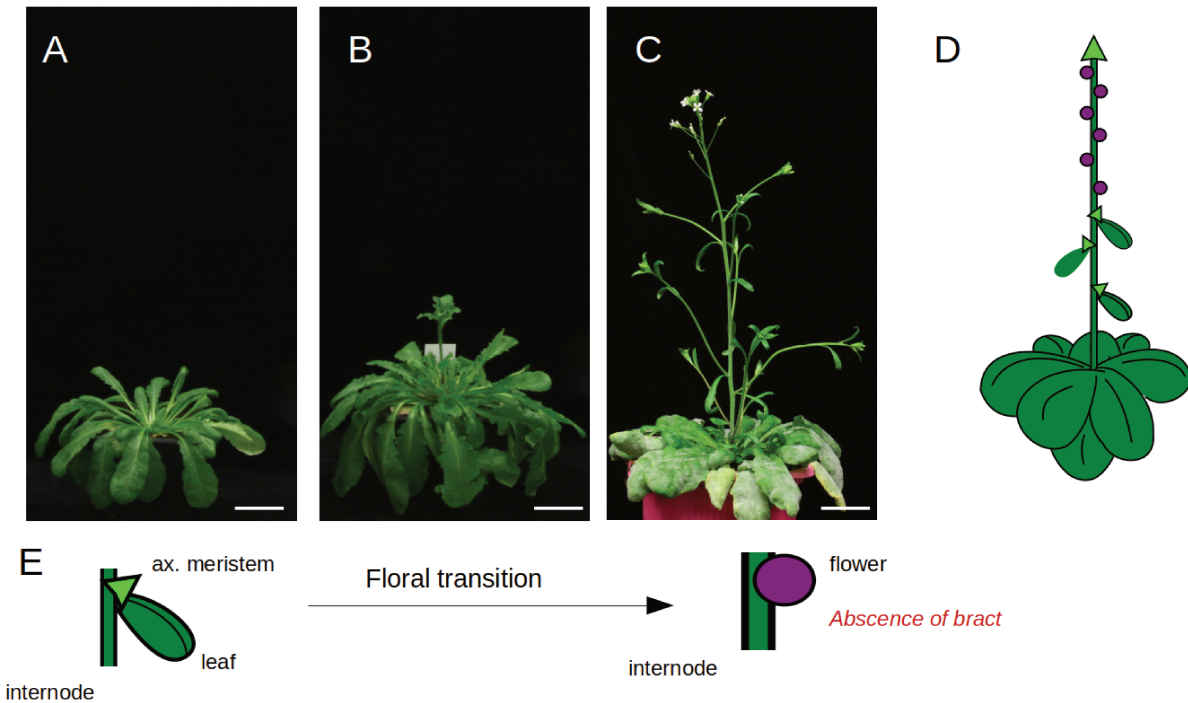 A
B
C
D
E
ax. meristem
leaf
internode
Floral transition
flower
Abscence of bract
internode